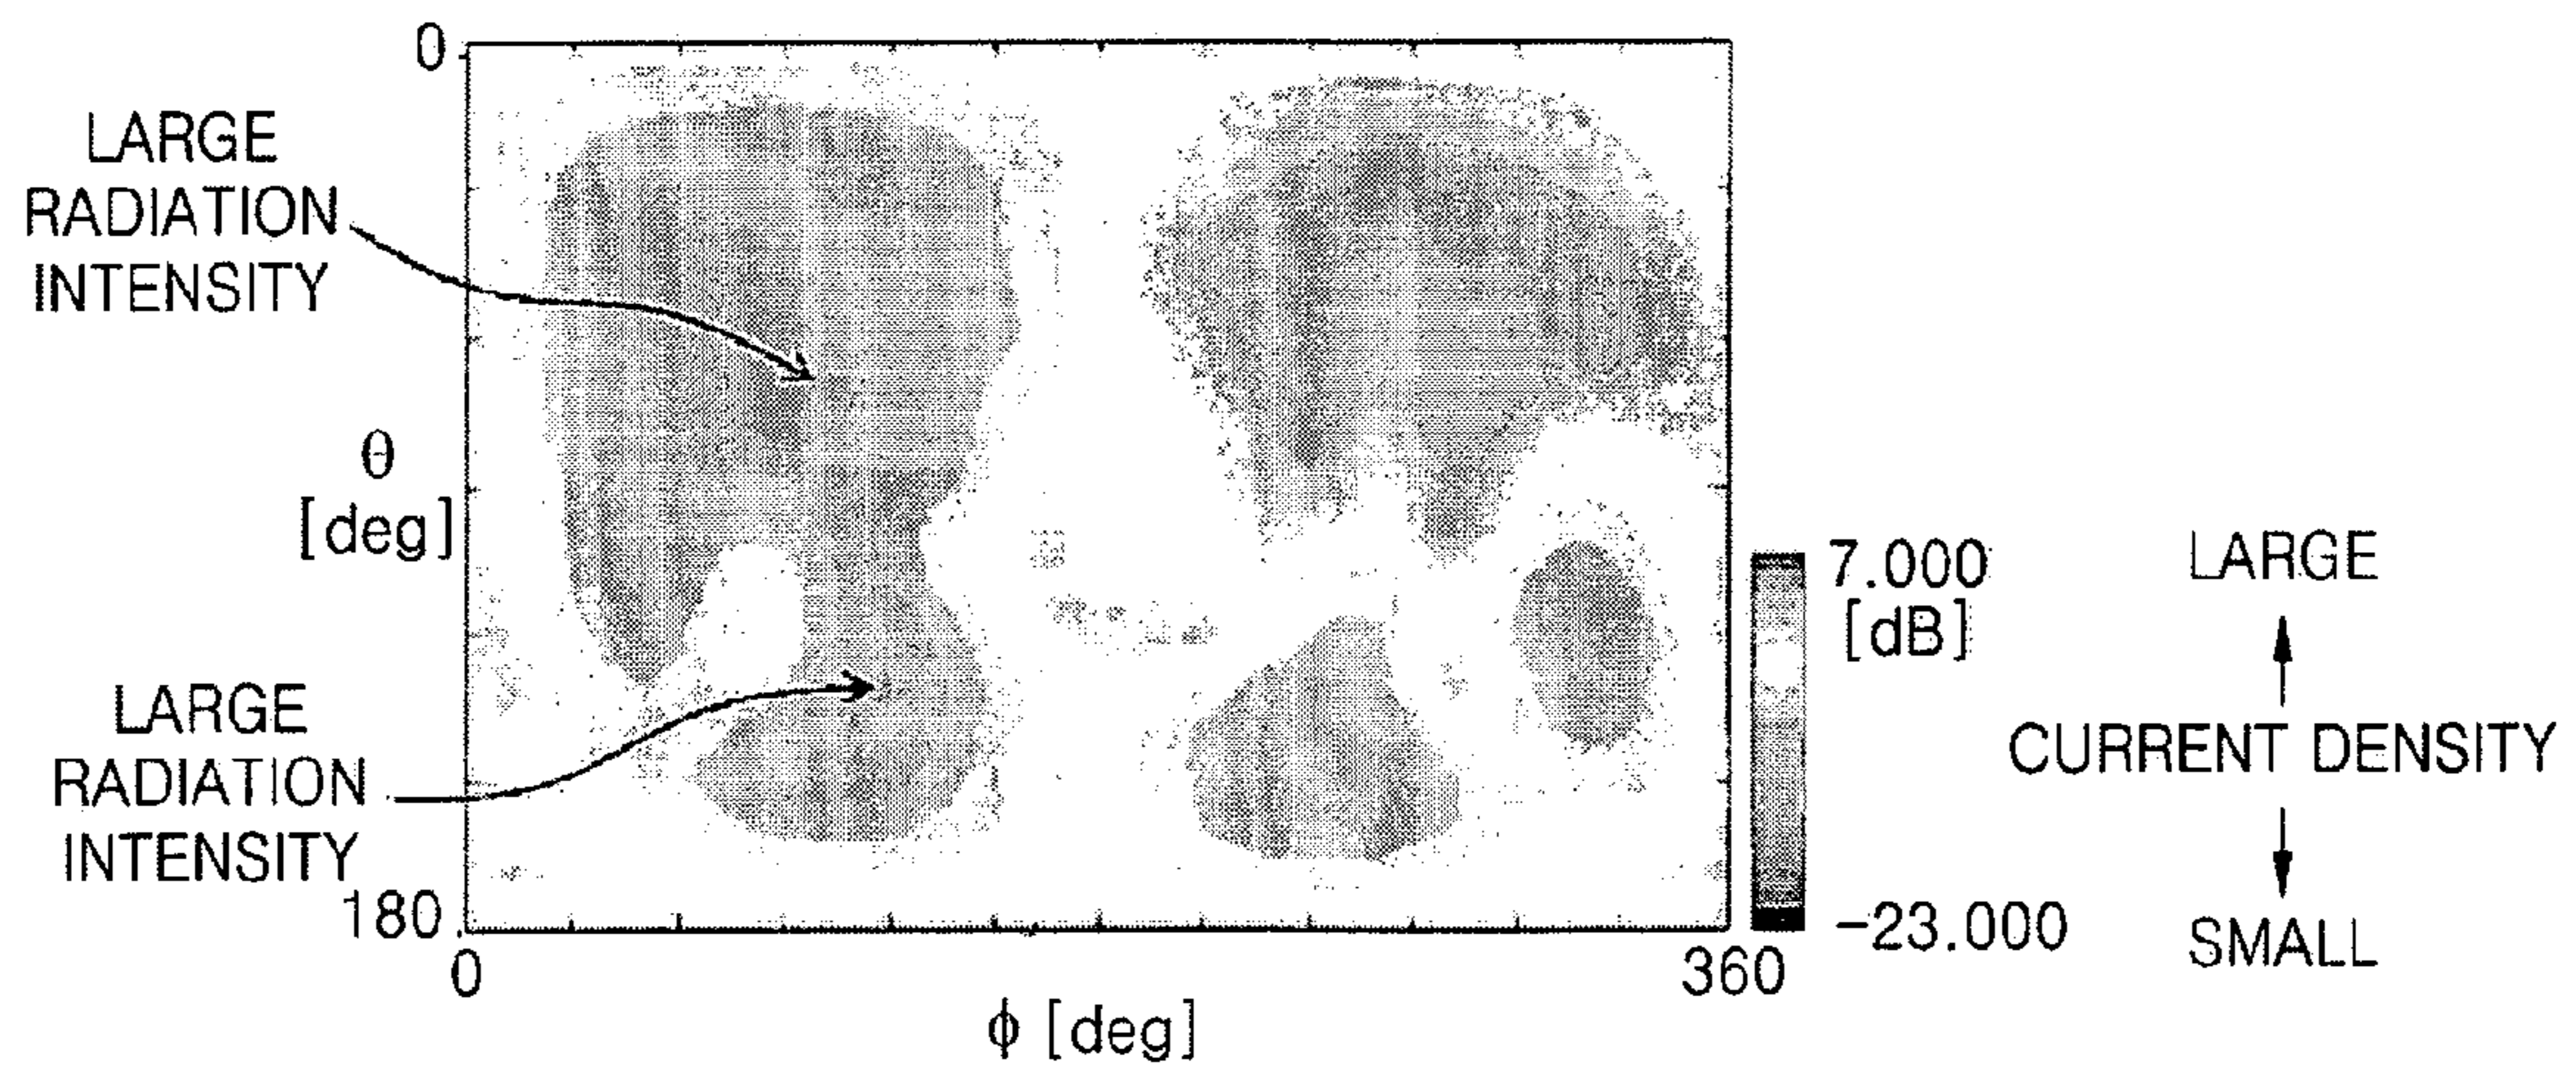 0
LARGE
RADIATION
INTENSITY
θ
[deg]
LARGE
RADIATION
INTENSITY
180
0
360
ϕ [deg]
7.000
[dB]
-23.000
LARGE
CURRENT DENSITY
SMALL